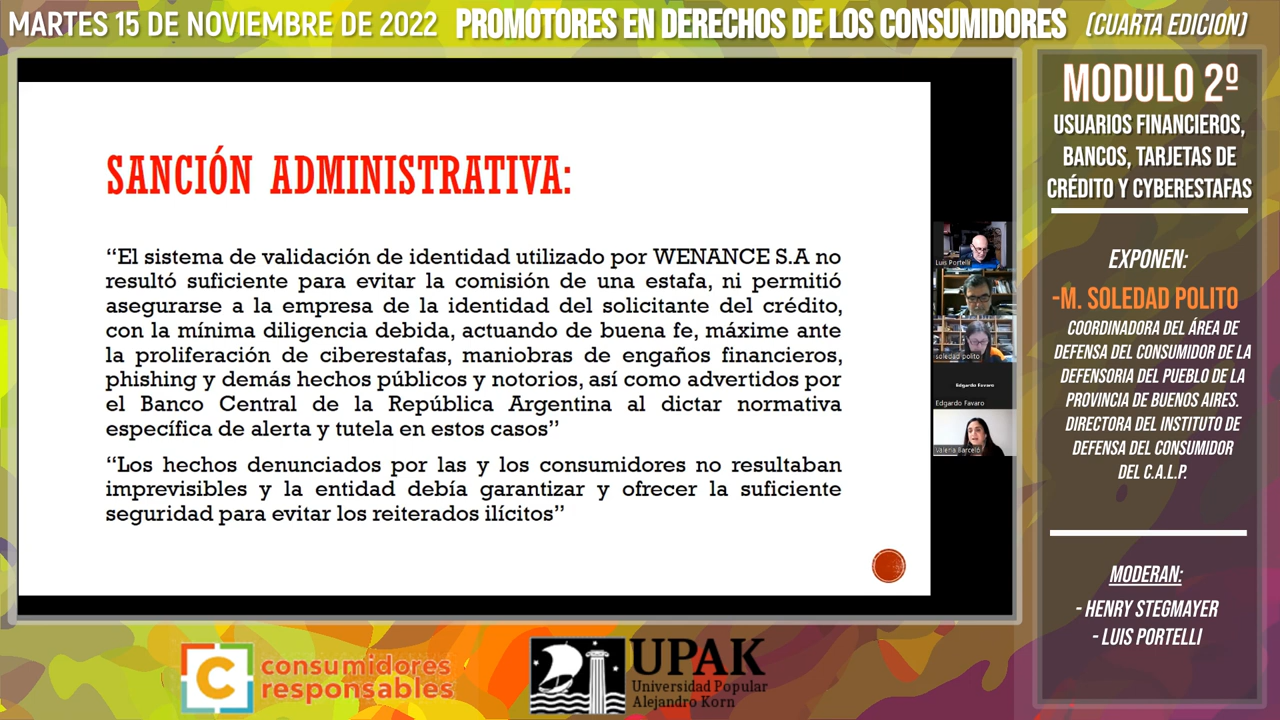 MARTES 15 DE NOVIEMBRE DE 2022 PROMOTORES EN DERECHOS DE LOS CONSUMIDORES (CUARTA EDICION)
SANCIÓN ADMINISTRATIVA:
“El sistema de validación de identidad utilizado por WENANCE S.A no
resultó suficiente para evitar la comisión de una estafa, ni permitió
asegurarse a la empresa de la identidad del solicitante del crédito,
con la mínima diligencia debida, actuando de buena fe, máxime ante
la proliferación de ciberestafas, maniobras de engaños financieros,
phishing y demás hechos públicos y notorios, así como advertidos por
el Banco Central de la República Argentina al dictar normativa
específica de alerta y tutela en estos casos”
“Los hechos denunciados por las y los consumidores no resultaban
imprevisibles y la entidad debía garantizar y ofrecer la suficiente
seguridad para evitar los reiterados ilícitos”
Luis Portelli
soledad polito
Edgardo Favaro
Edgardo Favaro
Valeria Barceló
MODULO 2º
USUARIOS FINANCIEROS,
BANCOS, TARJETAS DE
CRÉDITO Y CYBERESTAFAS
EXPONEN:
-M. SOLEDAD POLITO
COORDINADORA DEL ÁREA DE
DEFENSA DEL CONSUMIDOR DE LA
DEFENSORIA DEL PUEBLO DE LA
PROVINCIA DE BUENOS AIRES.
DIRECTORA DEL INSTITUTO DE
DEFENSA DEL CONSUMIDOR
DEL C.A.L.P.
MODERAN:
- HENRY STEGMAYER
- LUIS PORTELLI
C
consumidores
responsables
UPAK
Universidad Popular
Alejandro Korn